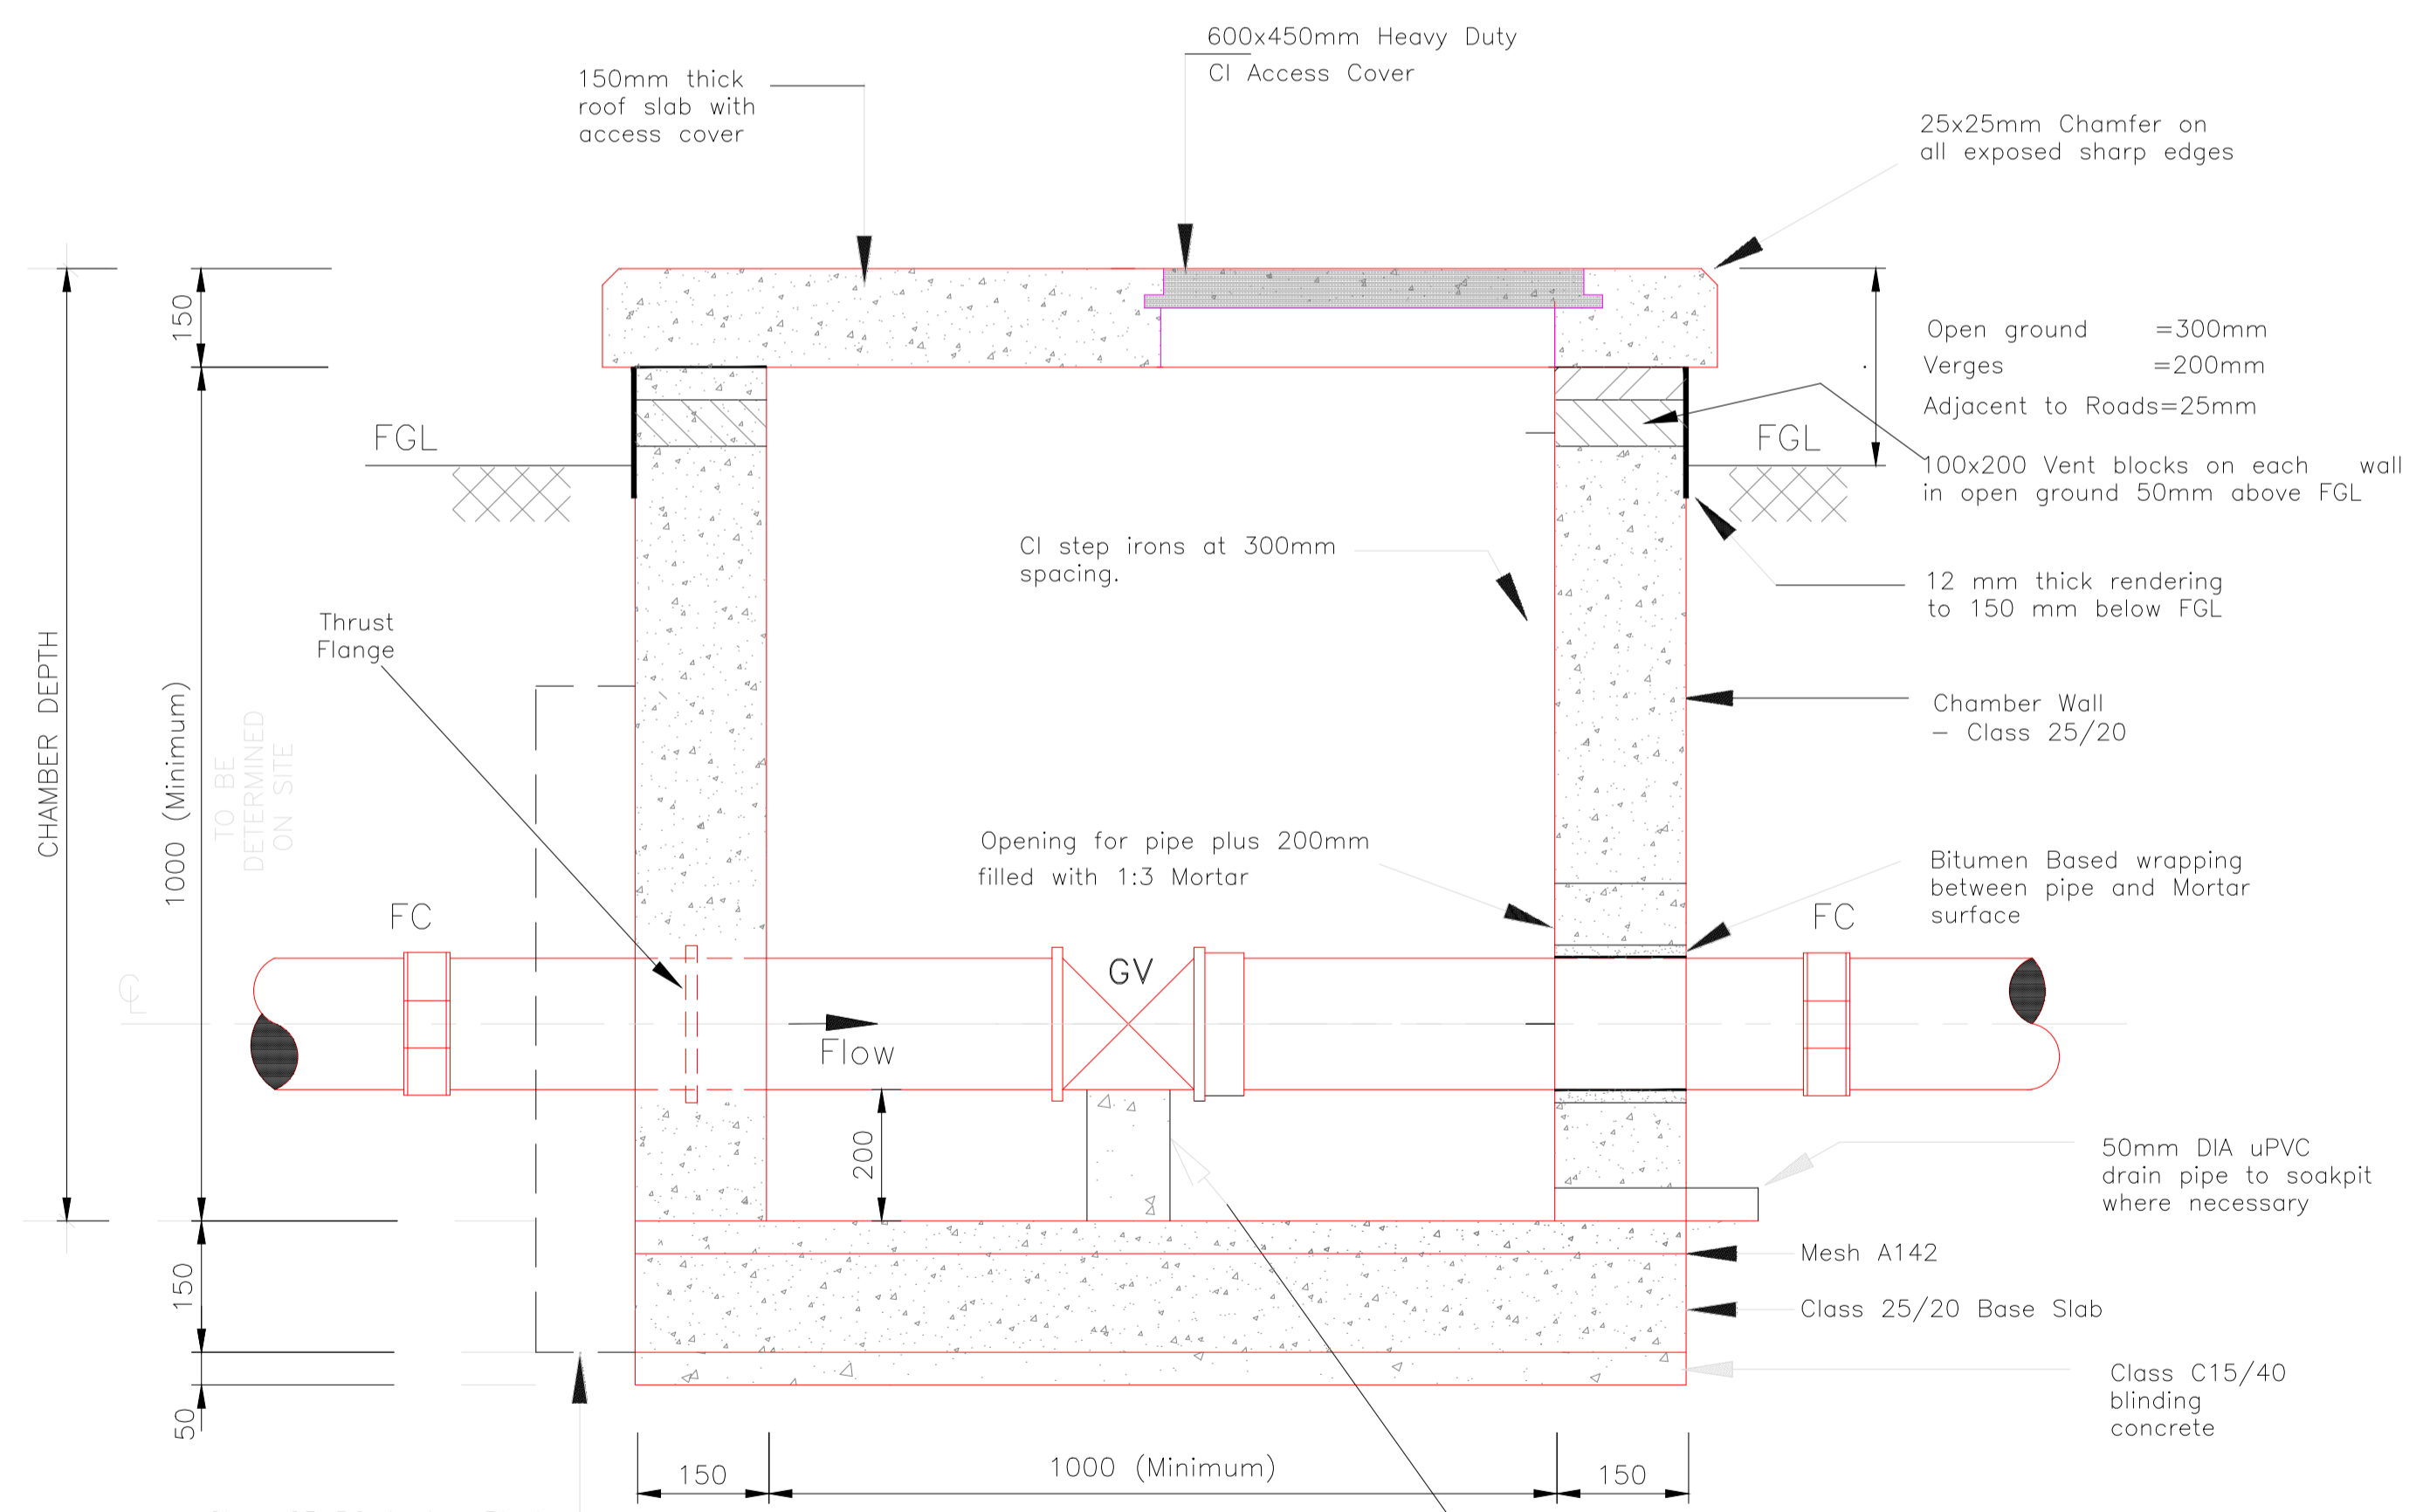 600x450mm Heavy Duty
CI Access Cover
150mm thick
roof slab with
access cover
25x25mm Chamfer on
all exposed sharp edges
150
Open ground =300mm
Verges =200mm
Adjacent to Roads=25mm
FGL
FGL
100x200 Vent blocks on each wall
in open ground 50mm above FGL
CI step irons at 300mm
spacing.
12 mm thick rendering
to 150 mm below FGL
Thrust
Flange
CHAMBER DEPTH
1000 (Minimum)
TO BE
DETERMINED
ON SITE
Chamber Wall
– Class 25/20
Opening for pipe plus 200mm
filled with 1:3 Mortar
Bitumen Based wrapping
between pipe and Mortar
surface
FC
FC
GV
℄
Flow
200
50mm DIA uPVC
drain pipe to soakpit
where necessary
Mesh A142
150
Class 25/20 Base Slab
Class C15/40
blinding
concrete
50
150
1000 (Minimum)
150